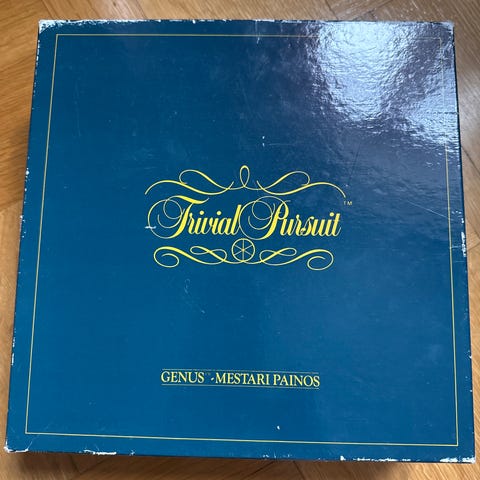 Trivial Pursuit™
GENUS™-MESTARI PAINOS